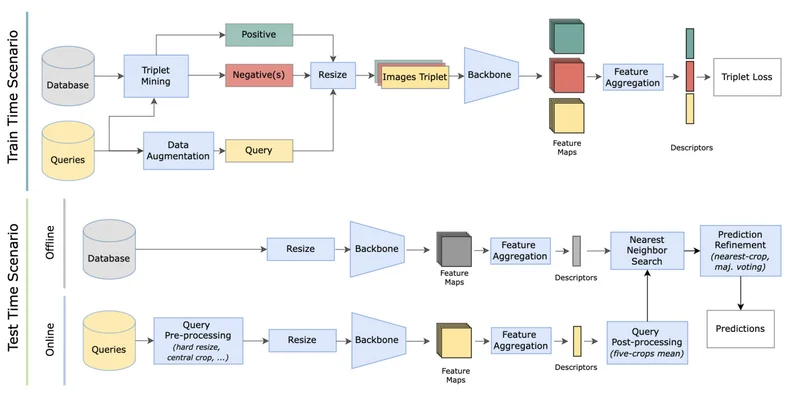 Train Time Scenario
Database
Queries
Triplet
Mining
Data
Augmentation
Positive
Negative(s)
Query
Resize
Images Triplet
Backbone
Feature
Maps
Feature
Aggregation
Descriptors
Triplet Loss
Test Time Scenario
Offline
Database
Resize
Backbone
Feature
Maps
Feature
Aggregation
Descriptors
Nearest
Neighbor
Search
Prediction
Refinement
(nearest-crop,
maj. voting)
Online
Queries
Query
Pre-processing
(hard resize,
central crop, ...)
Resize
Backbone
Feature
Maps
Feature
Aggregation
Descriptors
Query
Post-processing
(five-crops mean)
Predictions